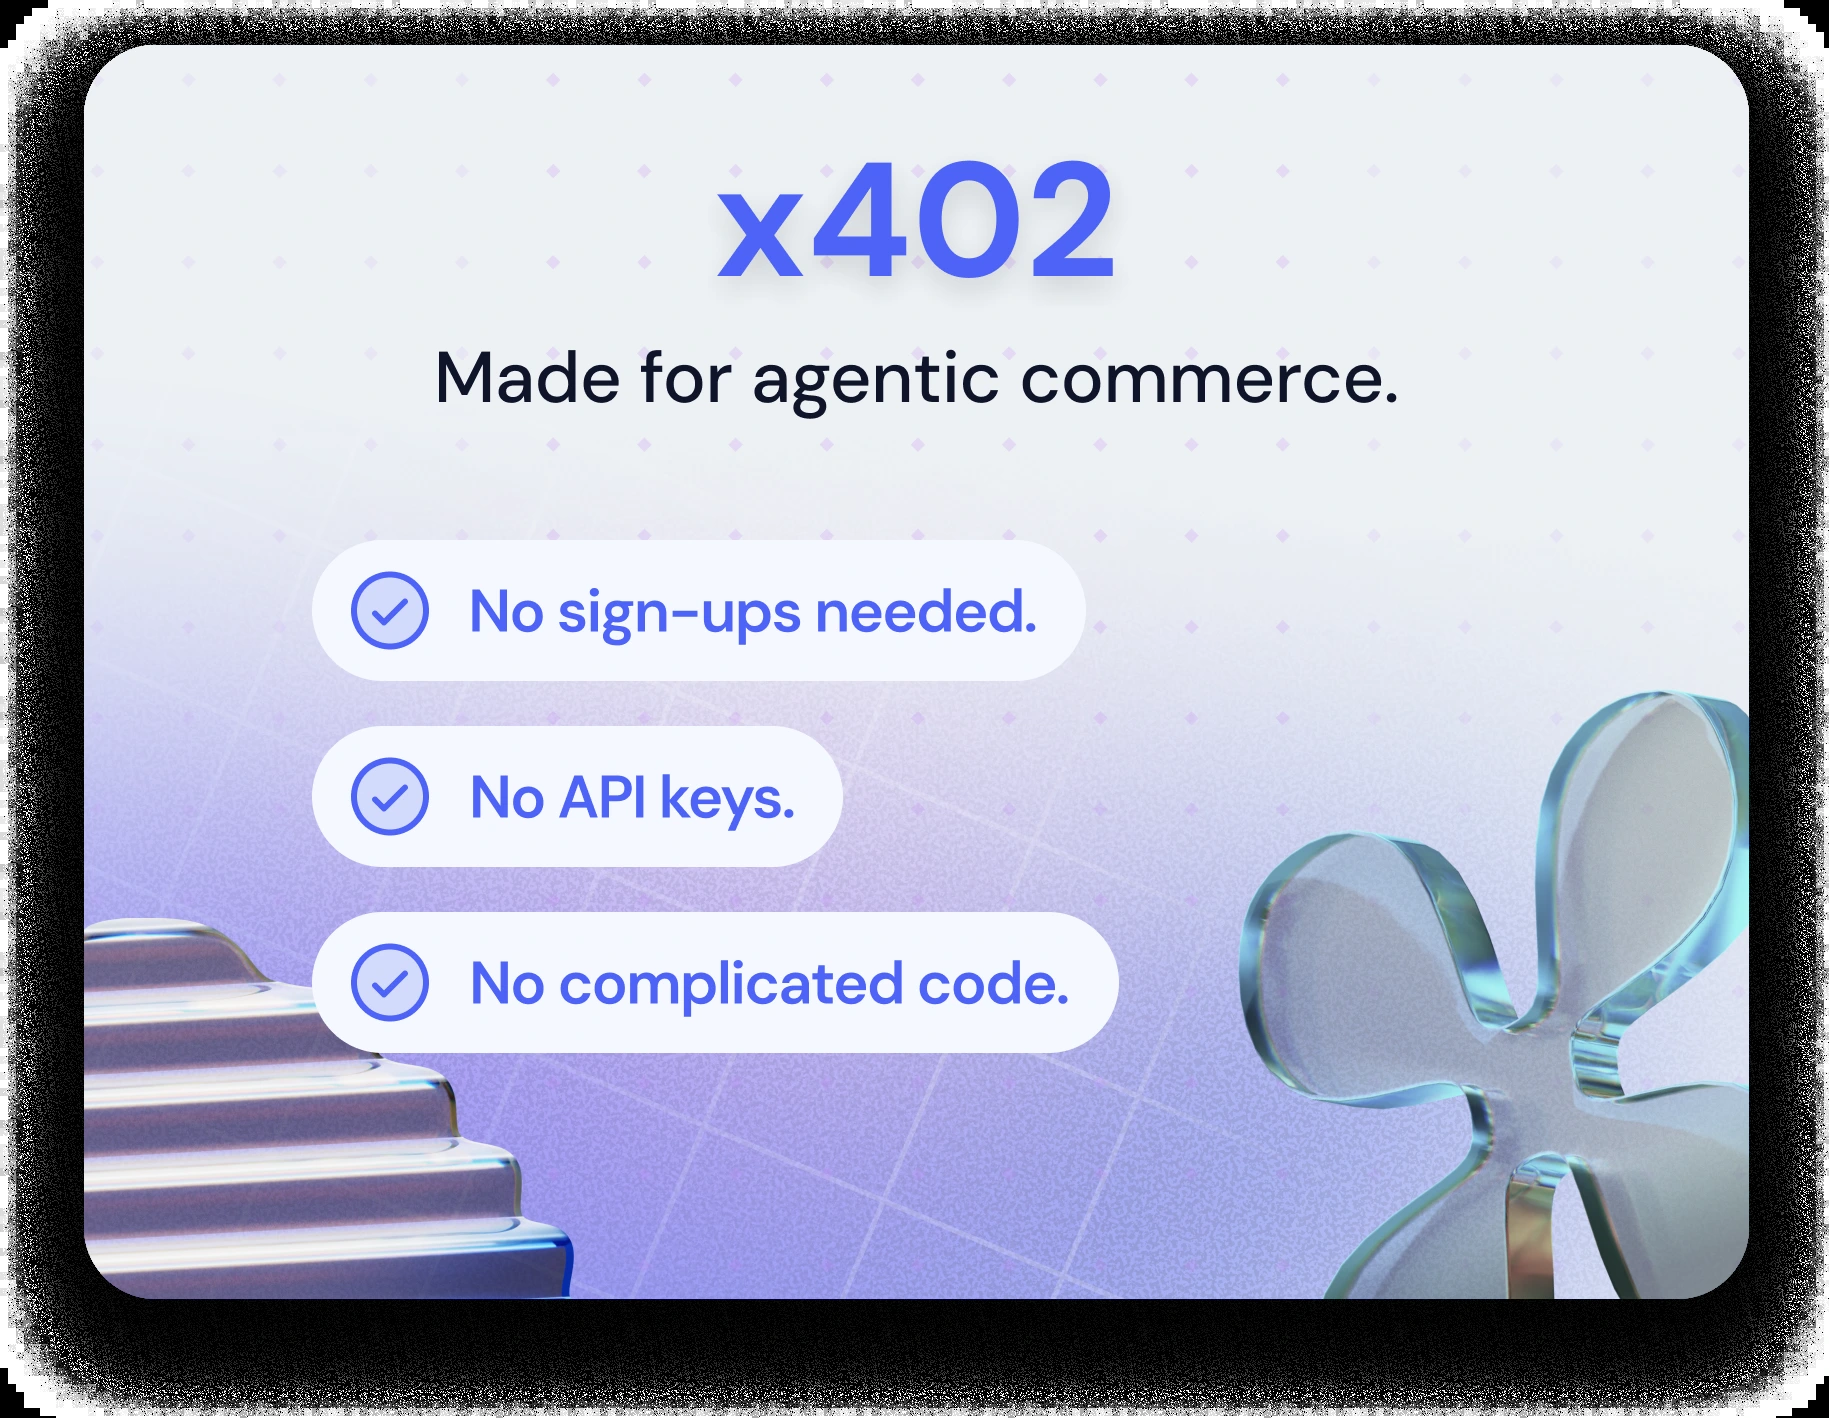 x402
Made for agentic commerce.
No sign-ups needed.
No API keys.
No complicated code.